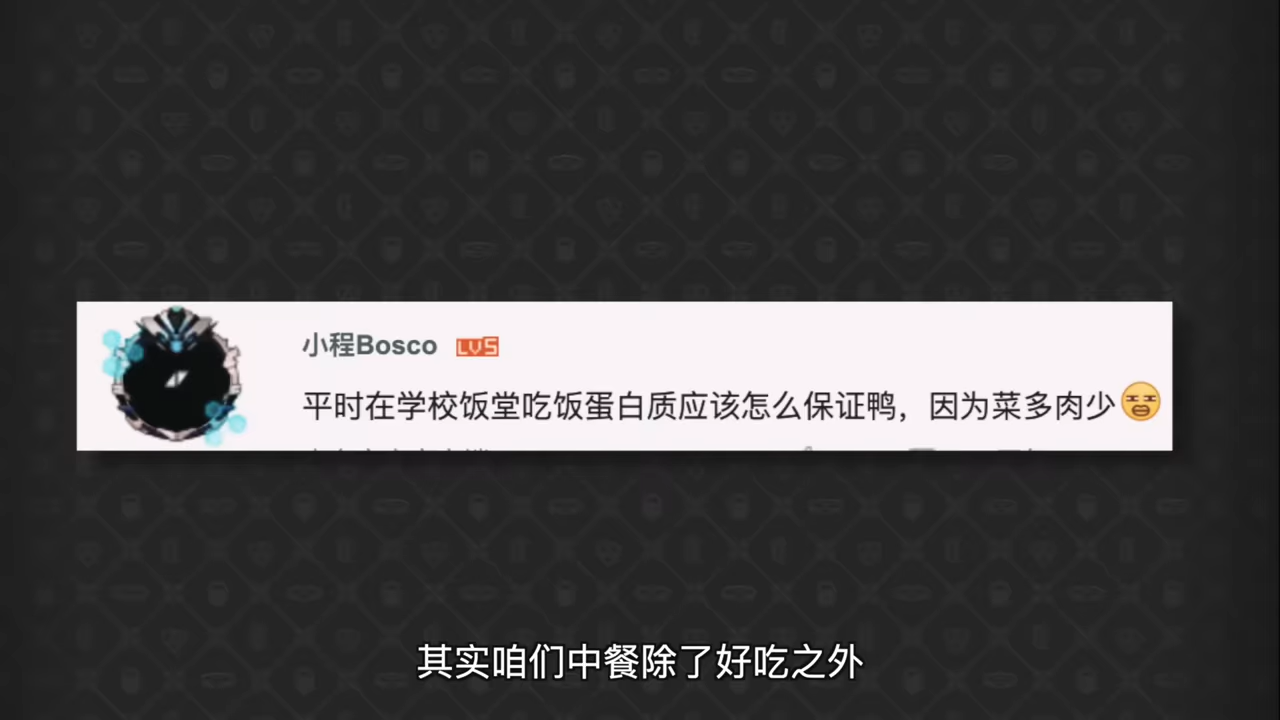 小程Bosco LV5
平时在学校饭堂吃饭蛋白质应该怎么保证鸭，因为菜多肉少
其实咱们中餐除了好吃之外